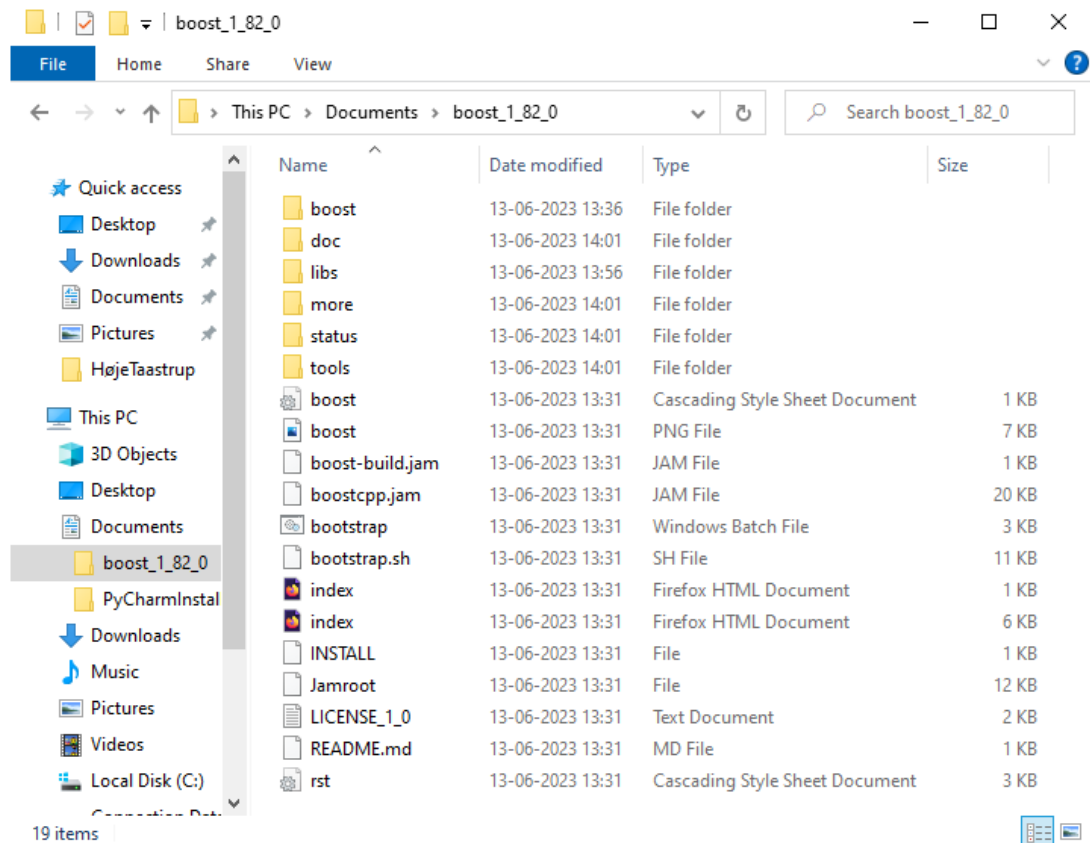 boost_1_82_0
File Home Share View
This PC Documents boost_1_82_0 Search boost_1_82_0
Name Date modified Type Size
Quick access
Desktop
Downloads
Documents
Pictures
HøjeTaastrup
This PC
3D Objects
Desktop
Documents
boost_1_82_0
PyCharmInstal
Downloads
Music
Pictures
Videos
Local Disk (C:)
boost 13-06-2023 13:36 File folder
doc 13-06-2023 14:01 File folder
libs 13-06-2023 13:56 File folder
more 13-06-2023 14:01 File folder
status 13-06-2023 14:01 File folder
tools 13-06-2023 14:01 File folder
boost 13-06-2023 13:31 Cascading Style Sheet Document 1 KB
boost 13-06-2023 13:31 PNG File 7 KB
boost-build.jam 13-06-2023 13:31 JAM File 1 KB
boostcpp.jam 13-06-2023 13:31 JAM File 20 KB
bootstrap 13-06-2023 13:31 Windows Batch File 3 KB
bootstrap.sh 13-06-2023 13:31 SH File 11 KB
index 13-06-2023 13:31 Firefox HTML Document 1 KB
index 13-06-2023 13:31 Firefox HTML Document 6 KB
INSTALL 13-06-2023 13:31 File 1 KB
Jamroot 13-06-2023 13:31 File 12 KB
LICENSE_1_0 13-06-2023 13:31 Text Document 2 KB
README.md 13-06-2023 13:31 MD File 1 KB
rst 13-06-2023 13:31 Cascading Style Sheet Document 3 KB
19 items